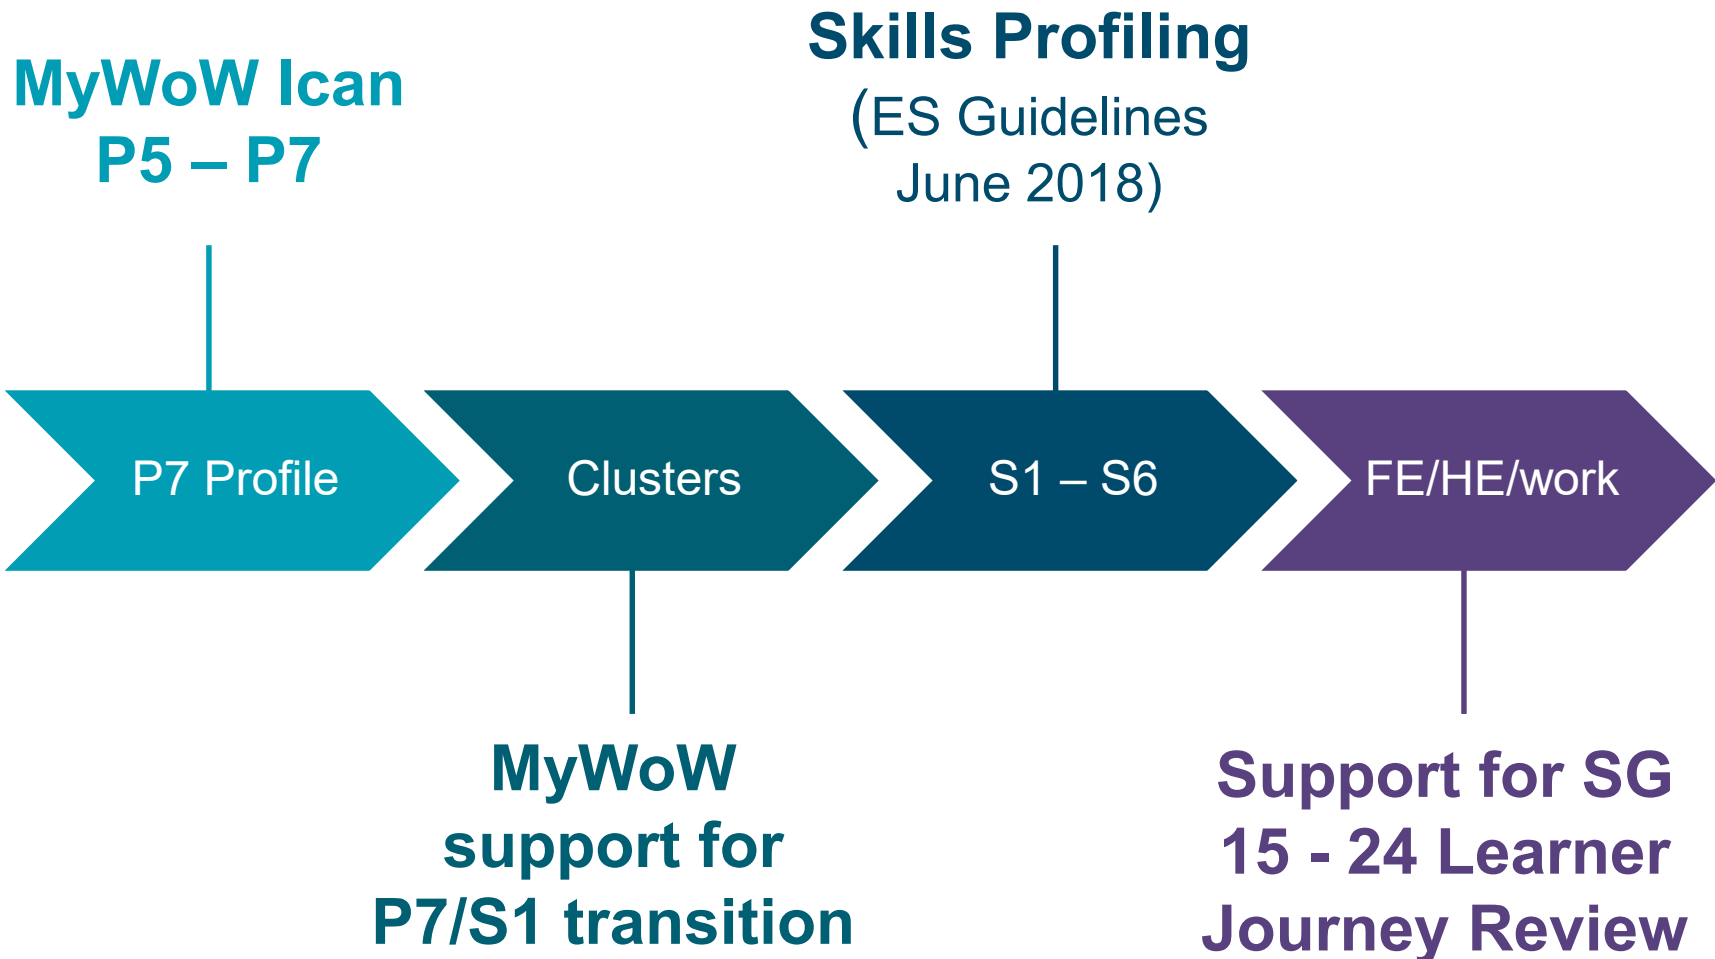 MyWoW Ican
P5 – P7
Skills Profiling
(ES Guidelines
June 2018)
P7 Profile
Clusters
S1 – S6
FE/HE/work
MyWoW
support for
P7/S1 transition
Support for SG
15 - 24 Learner
Journey Review